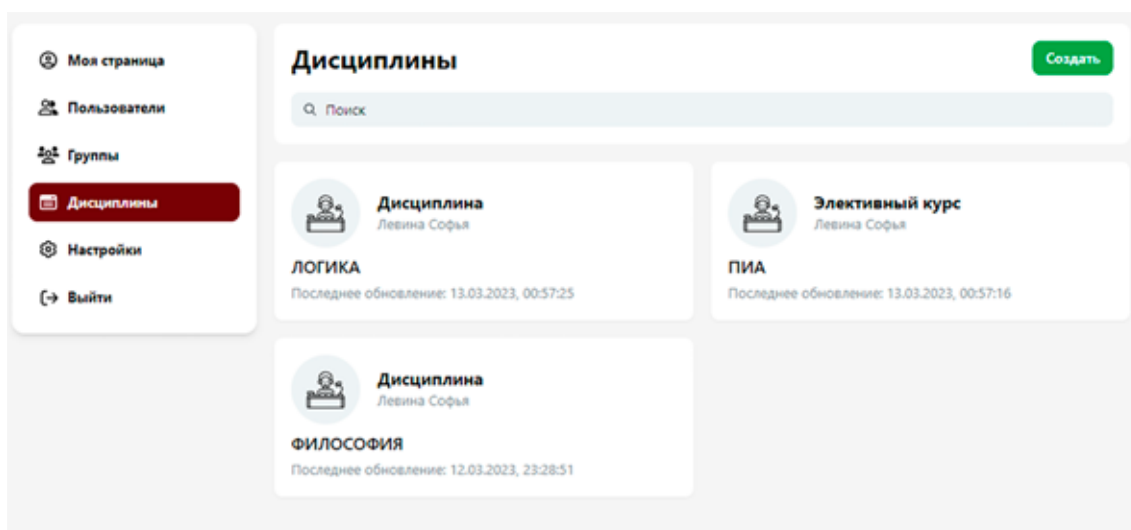 Моя страница
Пользователи
Группы
Дисциплины
Настройки
Выйти
Дисциплины
Создать
Поиск
Дисциплина
Левина Софья
ЛОГИКА
Последнее обновление: 13.03.2023, 00:57:25
Элективный курс
Левина Софья
ПИА
Последнее обновление: 13.03.2023, 00:57:16
Дисциплина
Левина Софья
ФИЛОСОФИЯ
Последнее обновление: 12.03.2023, 23:28:51